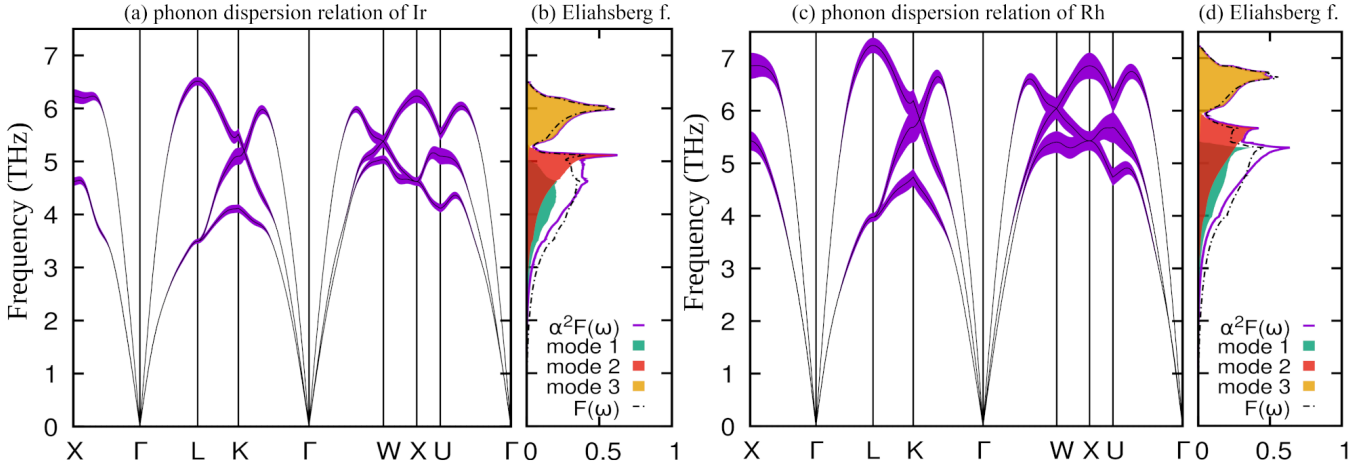 (a) phonon dispersion relation of Ir
(b) Eliahsberg f.
(c) phonon dispersion relation of Rh
(d) Eliahsberg f.
Frequency (THz)
7
6
5
4
3
2
1
0
X Γ L K Γ W X U Γ
α²F(ω)
mode 1
mode 2
mode 3
F(ω)
0 0.5 1
Frequency (THz)
7
6
5
4
3
2
1
0
X Γ L K Γ W X U Γ
α²F(ω)
mode 1
mode 2
mode 3
F(ω)
0 0.5 1